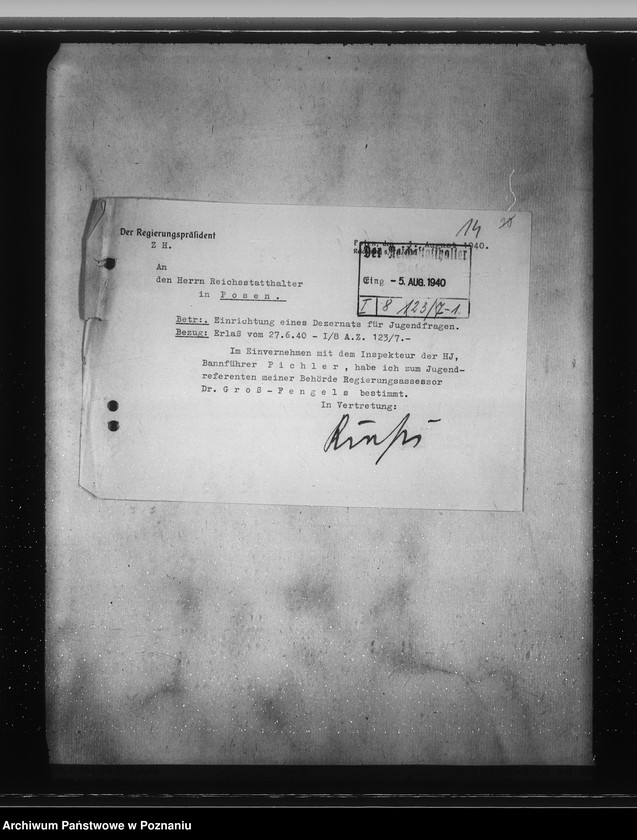 14
Der Regierungspräsident
Z H.
August 1940.
Der Reichsstatthalter
Eing. - 5. AUG. 1940
I/8 123/7-1
An
den Herrn Reichsstatthalter
in Posen.
Betr.: Einrichtung eines Dezernats für Jugendfragen.
Bezug: Erlaß vom 27.6.40 - I/8 A.Z. 123/7.-
Im Einvernehmen mit dem Inspekteur der HJ,
Bannführer Pichler, habe ich zum Jugend-
referenten meiner Behörde Regierungsassessor
Dr. Groß-Fengels bestimmt.
In Vertretung:
Archiwum Państwowe w Poznaniu